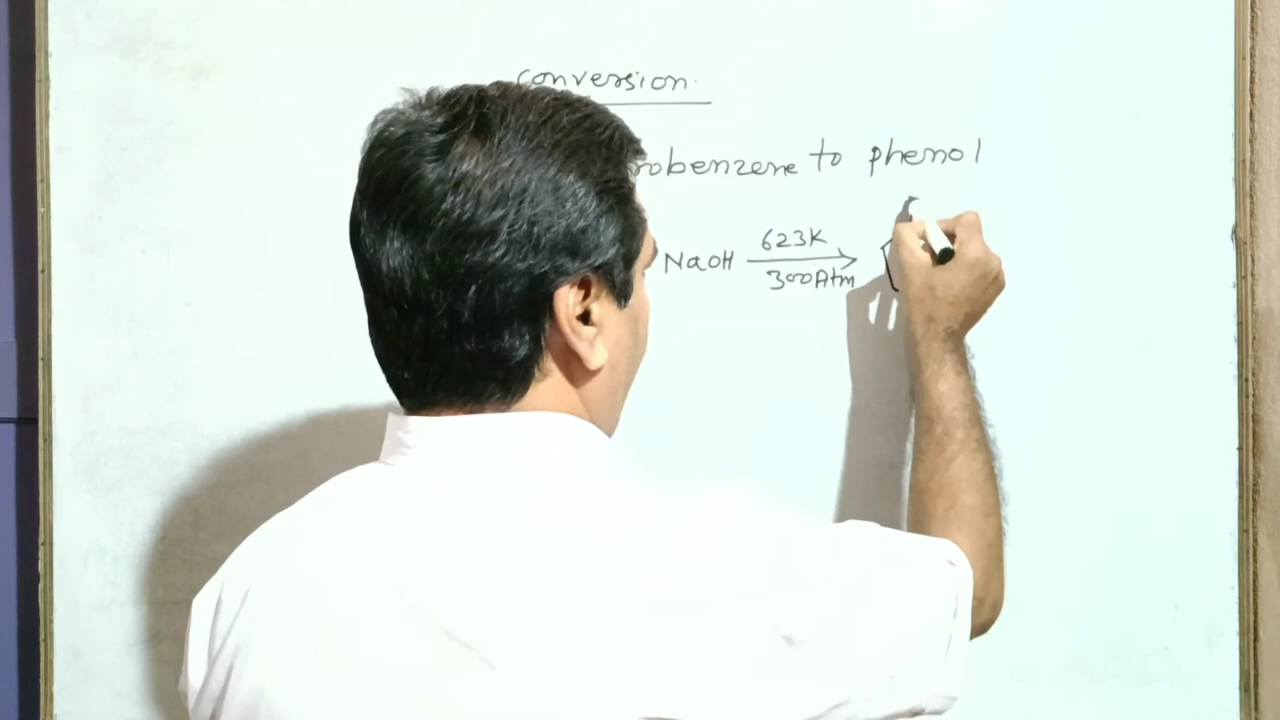 conversion.
robenzene to phenol
NaOH 623K
300Atm